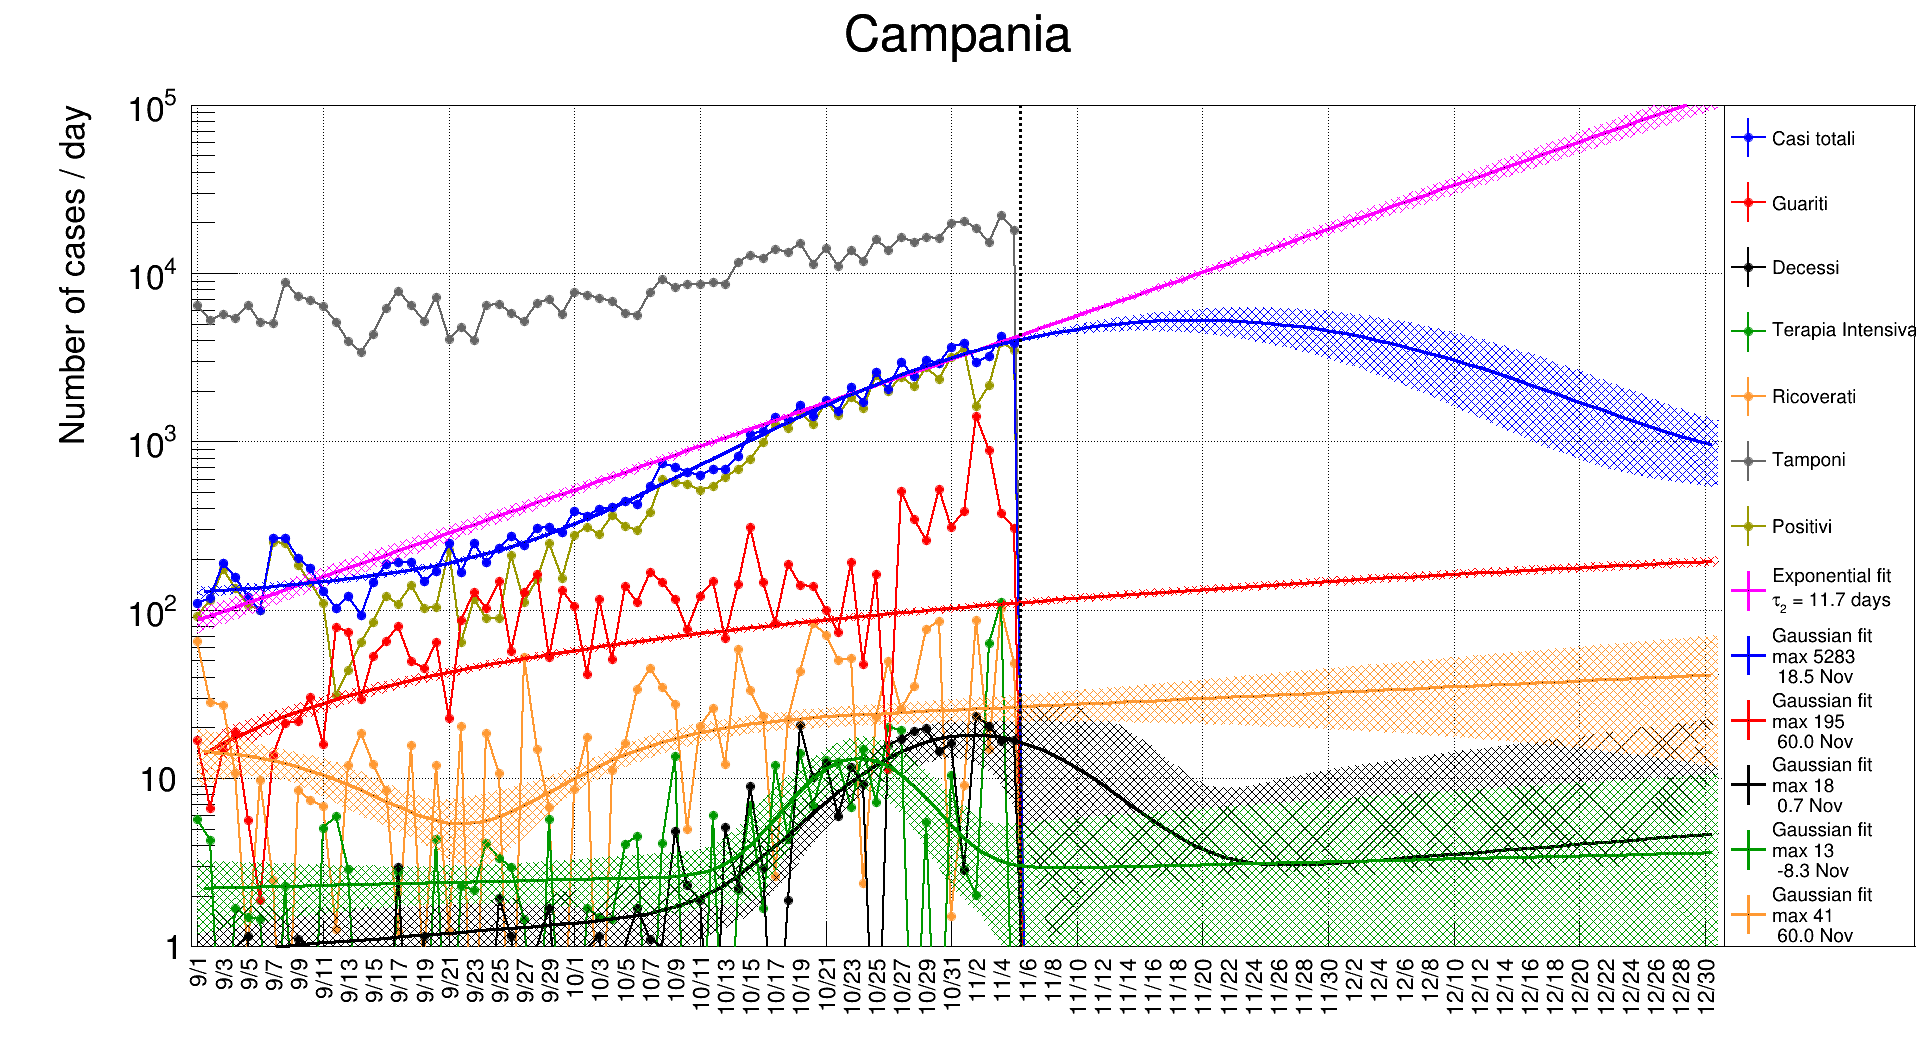 Campania
Number of cases / day
10^5
10^4
10^3
10^2
10
1
9/1
9/3
9/5
9/7
9/9
9/11
9/13
9/15
9/17
9/19
9/21
9/23
9/25
9/27
9/29
10/1
10/3
10/5
10/7
10/9
10/11
10/13
10/15
10/17
10/19
10/21
10/23
10/25
10/27
10/29
10/31
11/2
11/4
11/6
11/8
11/10
11/12
11/14
11/16
11/18
11/20
11/22
11/24
11/26
11/28
11/30
12/2
12/4
12/6
12/8
12/10
12/12
12/14
12/16
12/18
12/20
12/22
12/24
12/26
12/28
12/30
Casi totali
Guariti
Decessi
Terapia Intensiva
Ricoverati
Tamponi
Positivi
Exponential fit
τ2 = 11.7 days
Gaussian fit
max 5283
18.5 Nov
Gaussian fit
max 195
60.0 Nov
Gaussian fit
max 18
0.7 Nov
Gaussian fit
max 13
-8.3 Nov
Gaussian fit
max 41
60.0 Nov